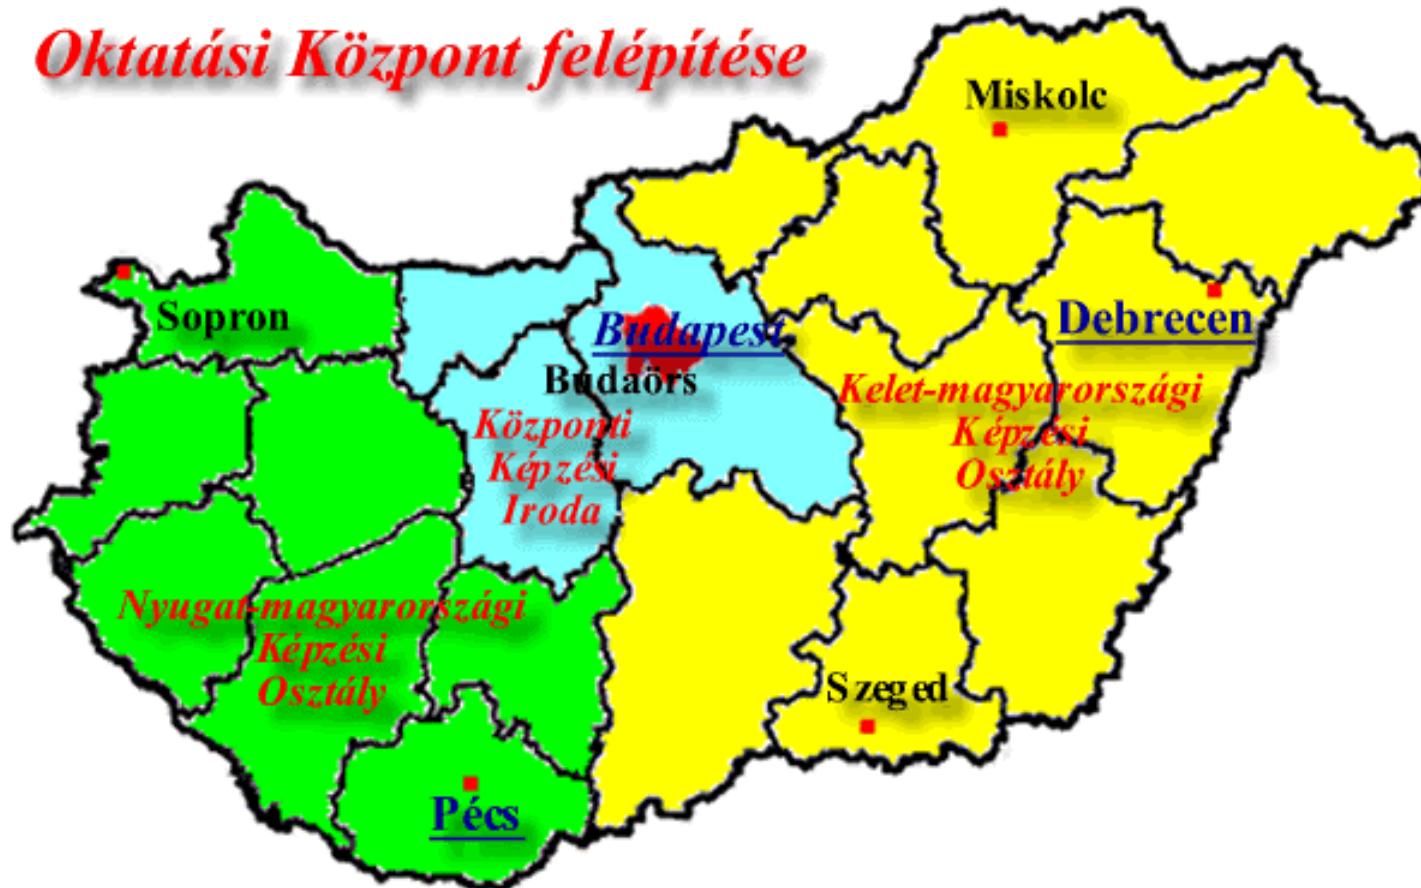 Oktatási Központ felépítése
Miskolc
Sopron
Budapest
Debrecen
Budaörs
Központi
Képzési
Iroda
Kelet-magyarországi
Képzési
Osztály
Nyugat-magyarországi
Képzési
Osztály
Szeged
Pécs